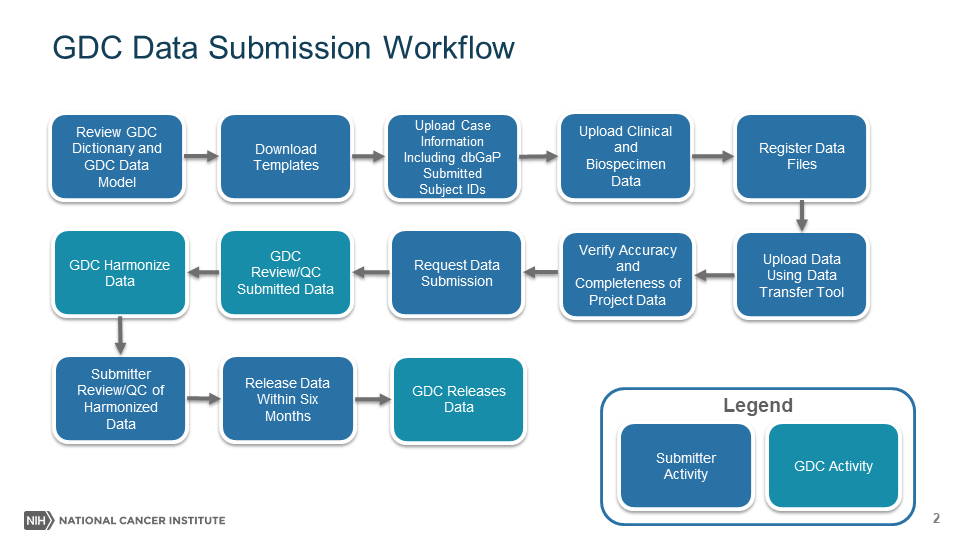 GDC Data Submission Workflow
Review GDC
Dictionary and
GDC Data
Model
Download
Templates
Upload Case
Information
Including dbGaP
Submitted
Subject IDs
Upload Clinical
and
Biospecimen
Data
Register Data
Files
GDC Harmonize
Data
GDC
Review/QC
Submitted Data
Request Data
Submission
Verify Accuracy
and
Completeness of
Project Data
Upload Data
Using Data
Transfer Tool
Submitter
Review/QC of
Harmonized
Data
Release Data
Within Six
Months
GDC Releases
Data
Legend
Submitter
Activity
GDC Activity
NIH NATIONAL CANCER INSTITUTE
2